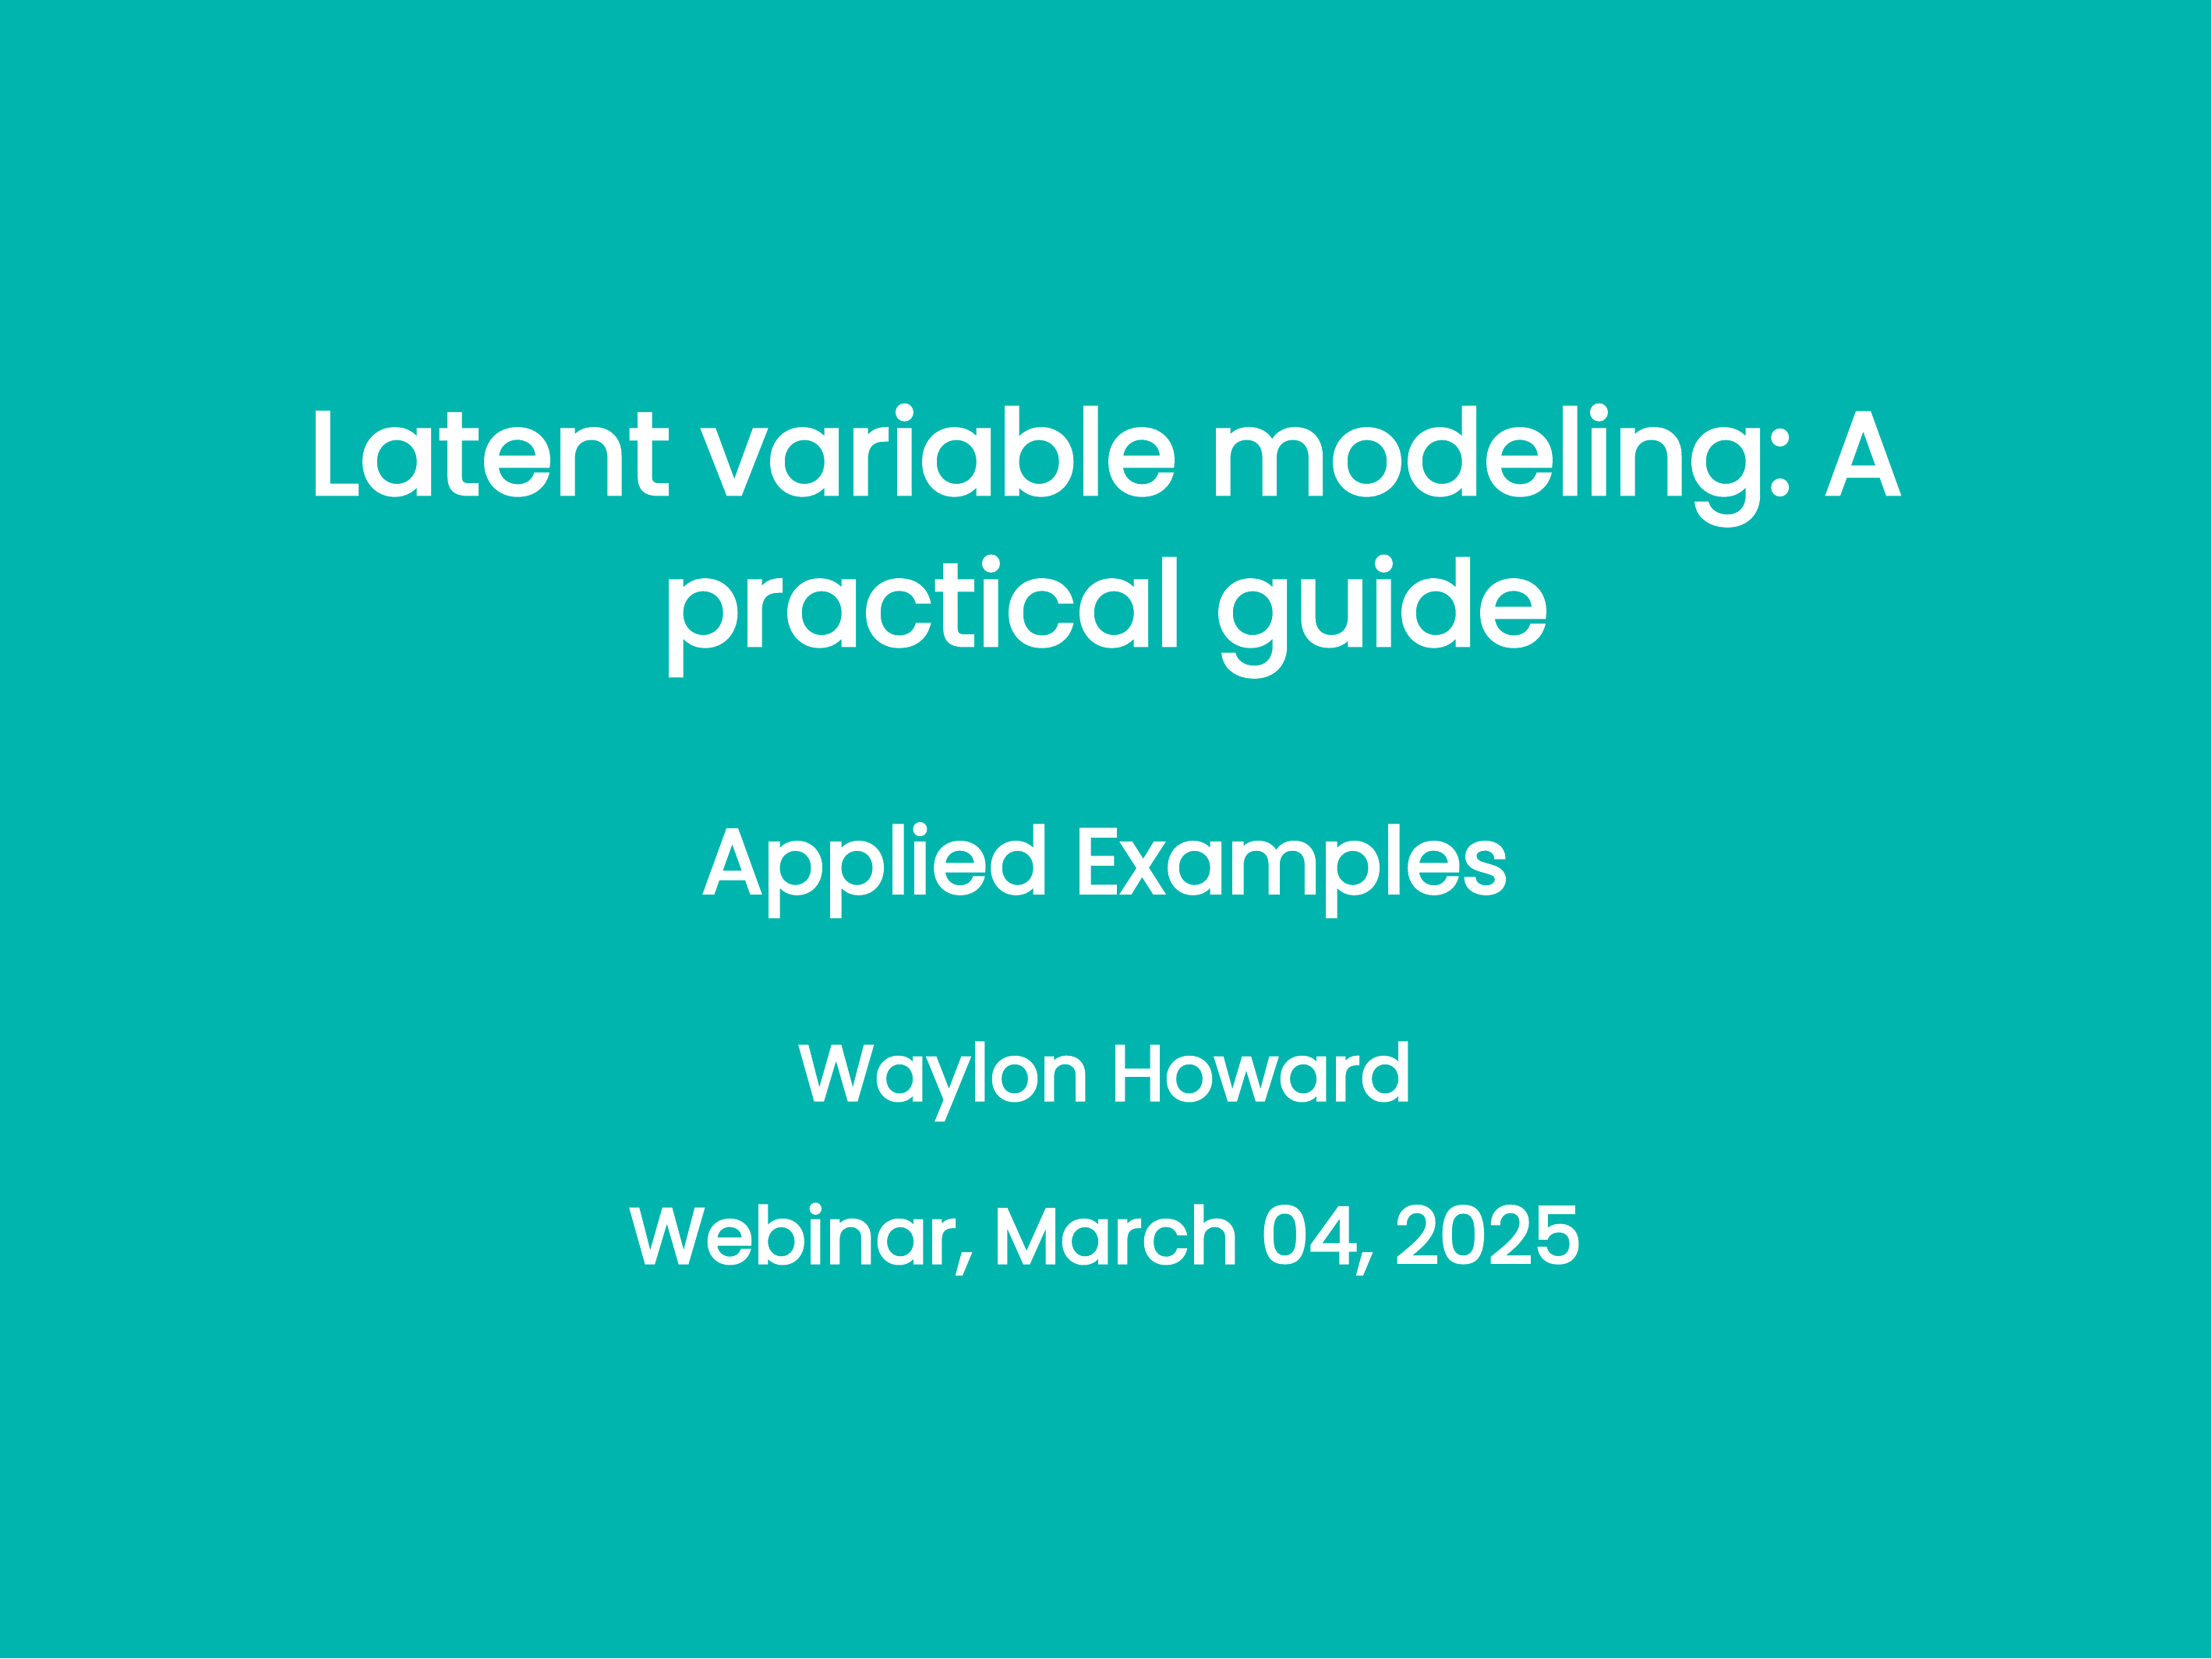 Latent variable modeling: A
practical guide
Applied Examples
Waylon Howard
Webinar, March 04, 2025